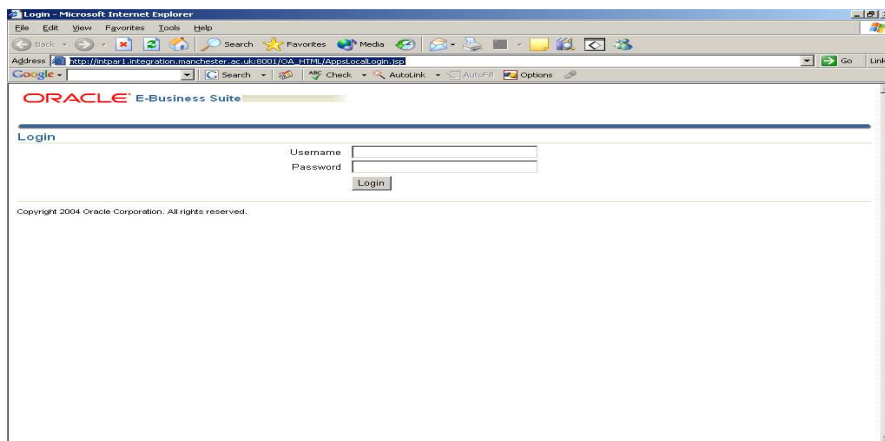 Login - Microsoft Internet Explorer
File Edit View Favorites Tools Help
Back Search Favorites Media
Address http://intpar1.integration.manchester.ac.uk:8001/OA_HTML/AppsLocalLogin.jsp Go Link
Google Search ABC Check AutoLink AutoFill Options
ORACLE E-Business Suite
Login
Username
Password
Login
Copyright 2004 Oracle Corporation. All rights reserved.